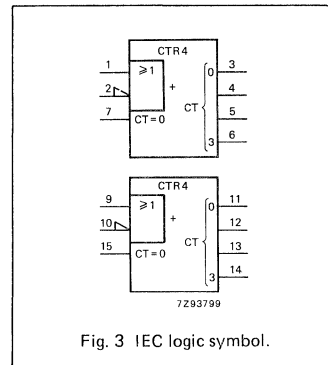 CTR4
1 ≥1 0 3
2 + 4
CT
7 CT=0 5
3 6
CTR4
9 ≥1 0 11
10 + 12
CT
15 CT=0 13
3 14
7Z93799
Fig. 3 IEC logic symbol.